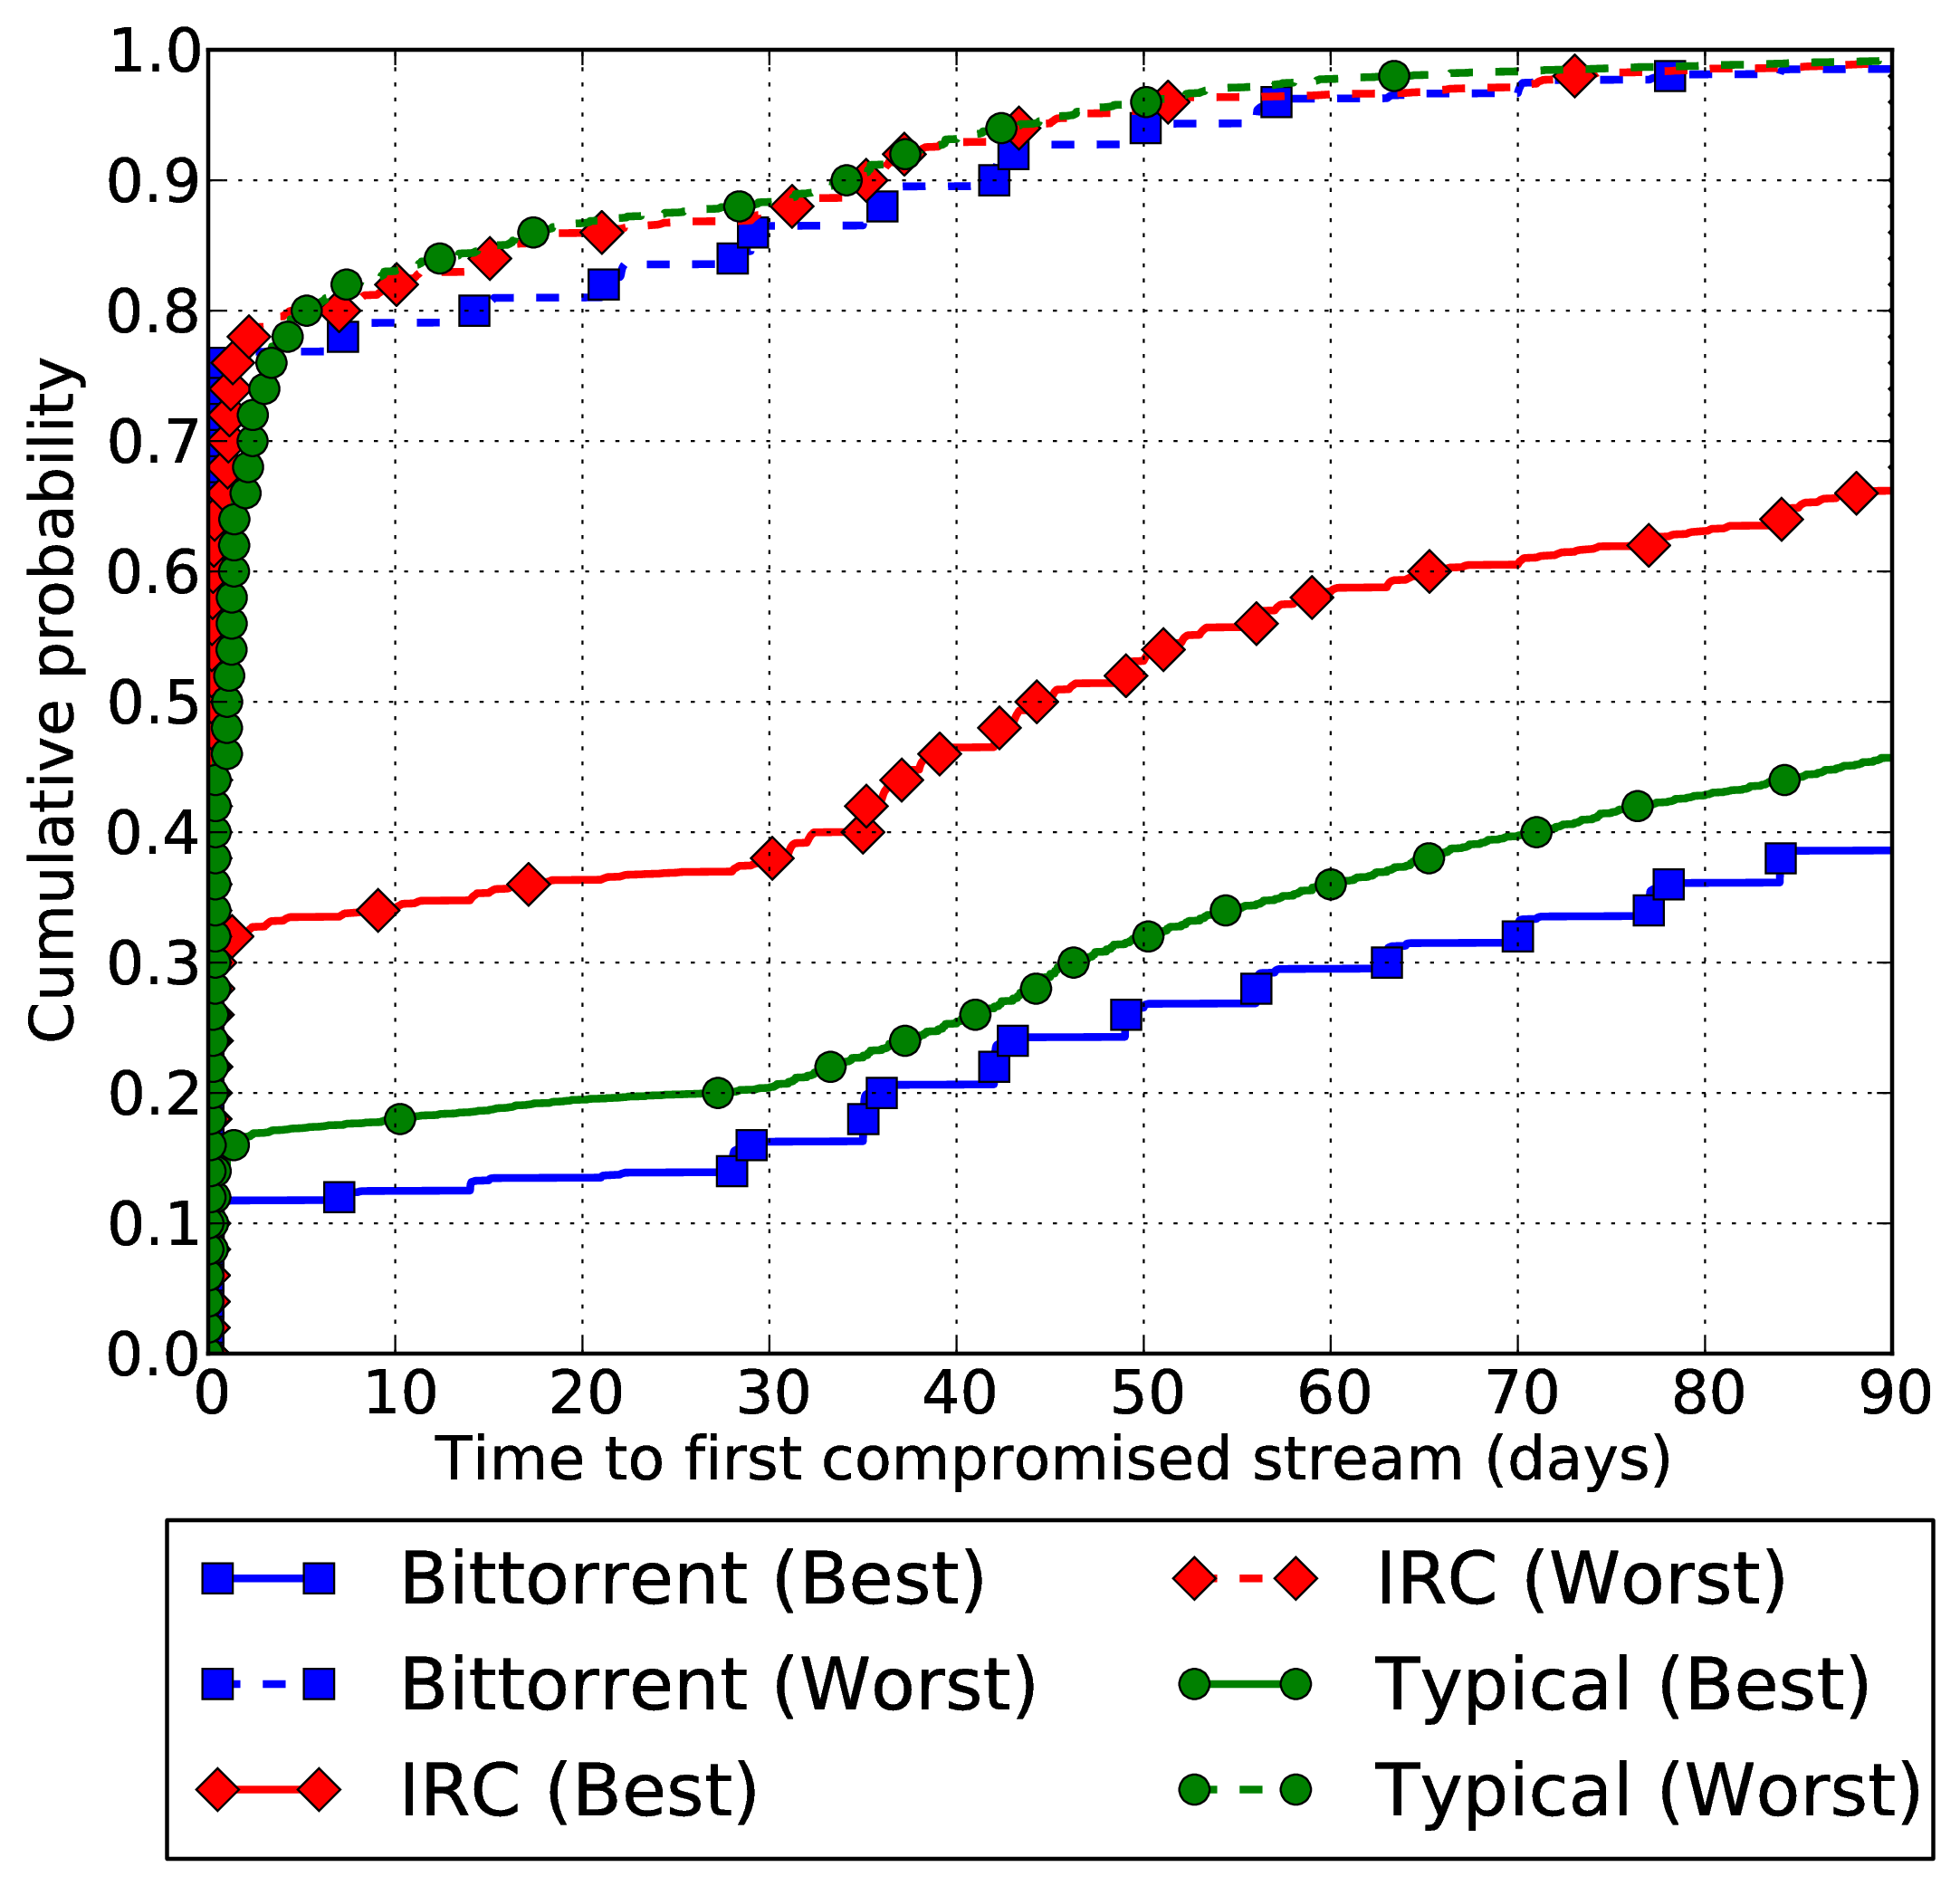 1.0
0.9
0.8
0.7
0.6
0.5
0.4
0.3
0.2
0.1
0.0
Cumulative probability
0 10 20 30 40 50 60 70 80 90
Time to first compromised stream (days)
Bittorrent (Best)
Bittorrent (Worst)
IRC (Best)
IRC (Worst)
Typical (Best)
Typical (Worst)